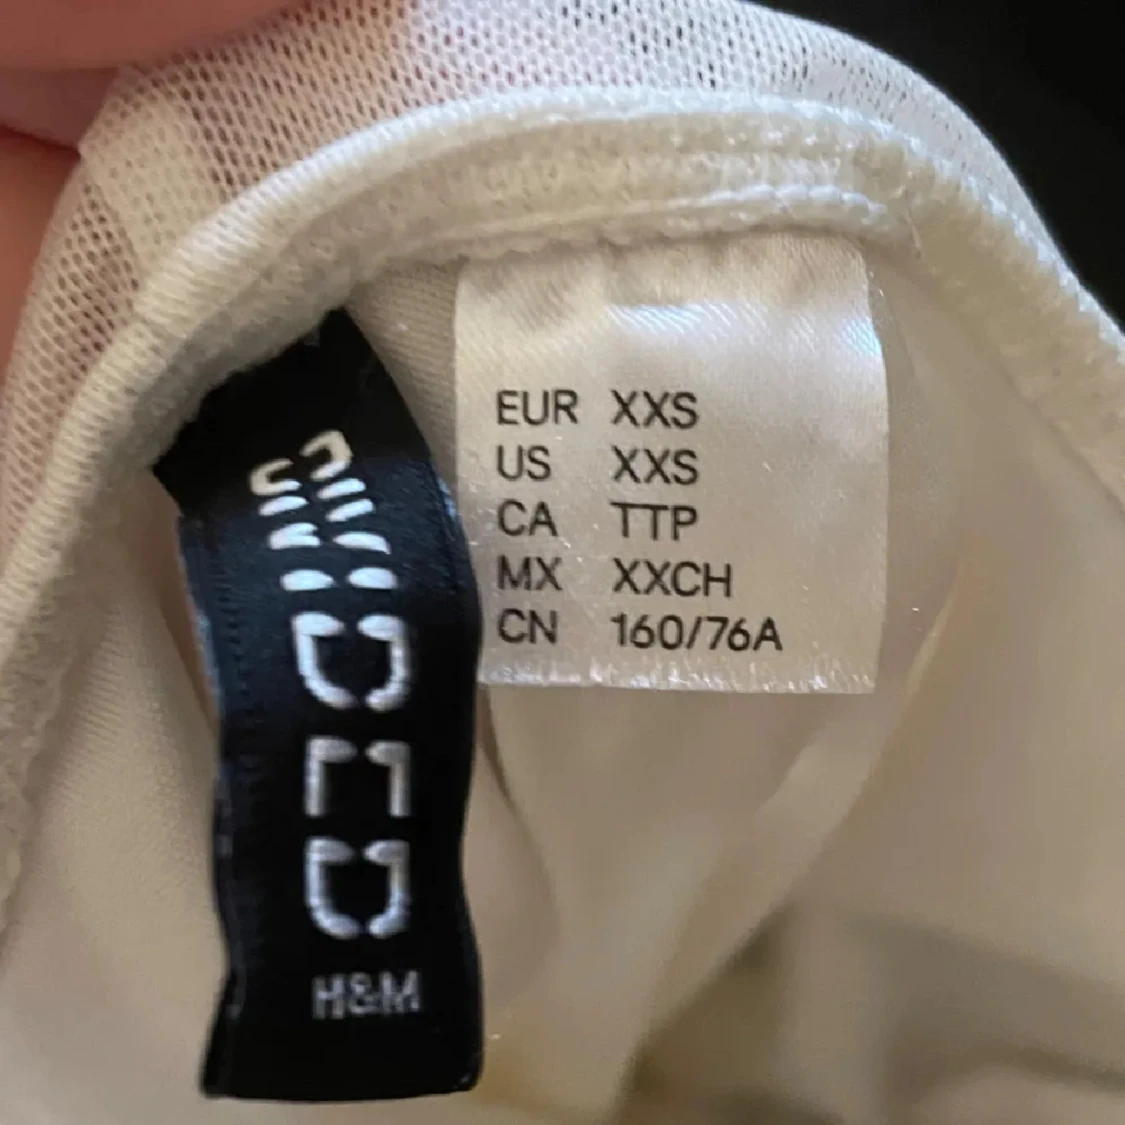 DIVIDED
H&M
EUR XXS
US XXS
CA TTP
MX XXCH
CN 160/76A